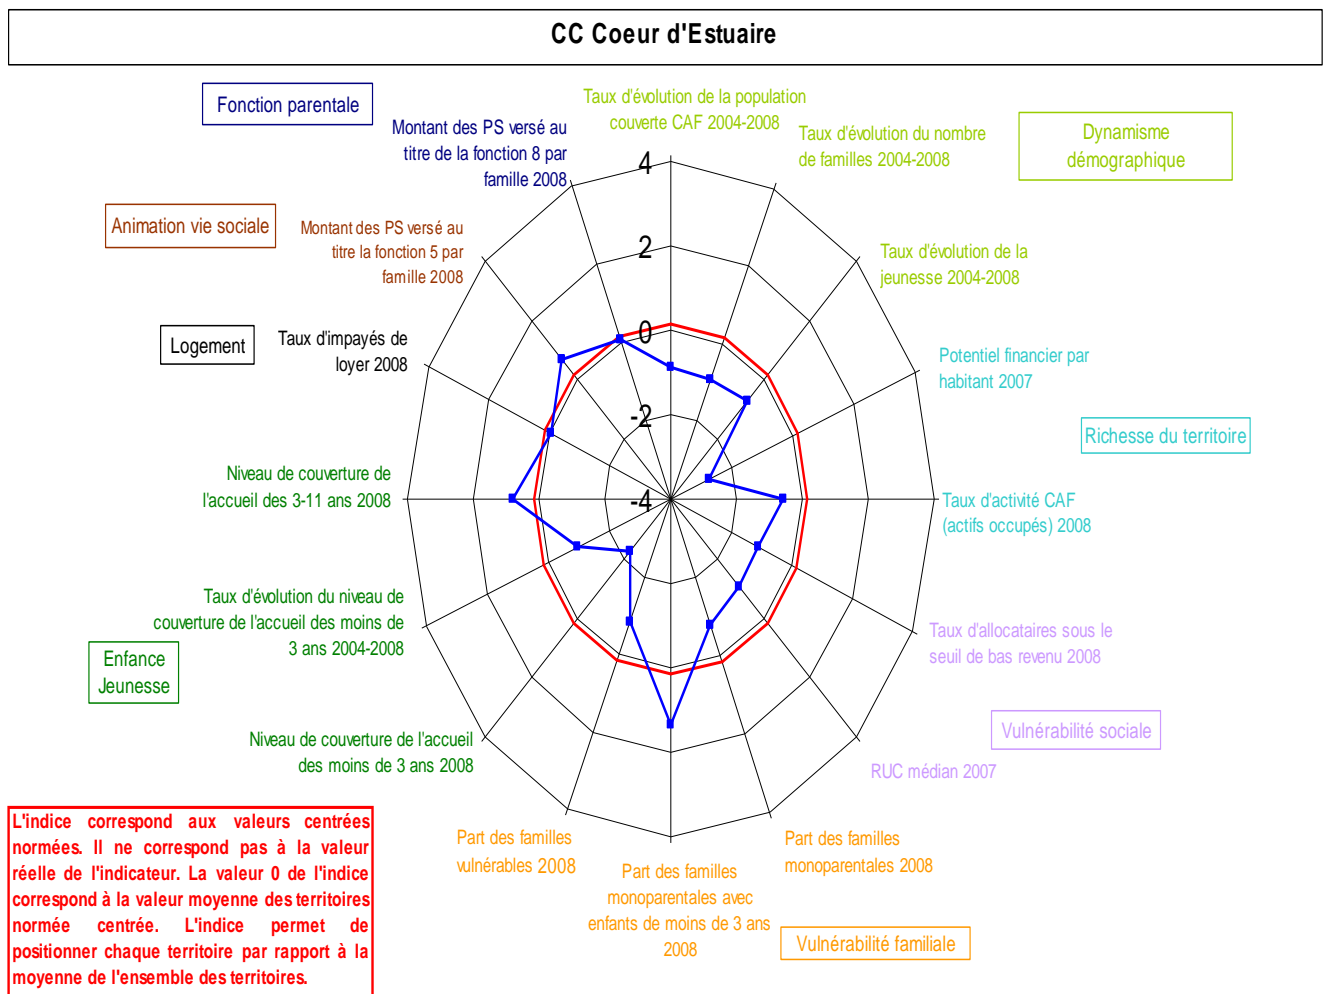 CC Coeur d'Estuaire
Fonction parentale
Taux d'évolution de la population
couverte CAF 2004-2008
Montant des PS versé au
titre de la fonction 8 par
famille 2008
Taux d'évolution du nombre
de familles 2004-2008
Dynamisme
démographique
Animation vie sociale
Montant des PS versé au
titre la fonction 5 par
famille 2008
Taux d'évolution de la
jeunesse 2004-2008
Logement
Taux d'impayés de
loyer 2008
Potentiel financier par
habitant 2007
Richesse du territoire
4
2
0
-2
-4
Niveau de couverture de
l'accueil des 3-11 ans 2008
Taux d'activité CAF
(actifs occupés) 2008
Taux d'évolution du niveau de
couverture de l'accueil des moins de
3 ans 2004-2008
Taux d'allocataires sous le
seuil de bas revenu 2008
Enfance
Jeunesse
Vulnérabilité sociale
Niveau de couverture de l'accueil
des moins de 3 ans 2008
RUC médian 2007
Part des familles
vulnérables 2008
Part des familles
monoparentales avec
enfants de moins de 3 ans
2008
Part des familles
monoparentales 2008
Vulnérabilité familiale
L'indice correspond aux valeurs centrées
normées. Il ne correspond pas à la valeur
réelle de l'indicateur. La valeur 0 de l'indice
correspond à la valeur moyenne des territoires
normée centrée. L'indice permet de
positionner chaque territoire par rapport à la
moyenne de l'ensemble des territoires.